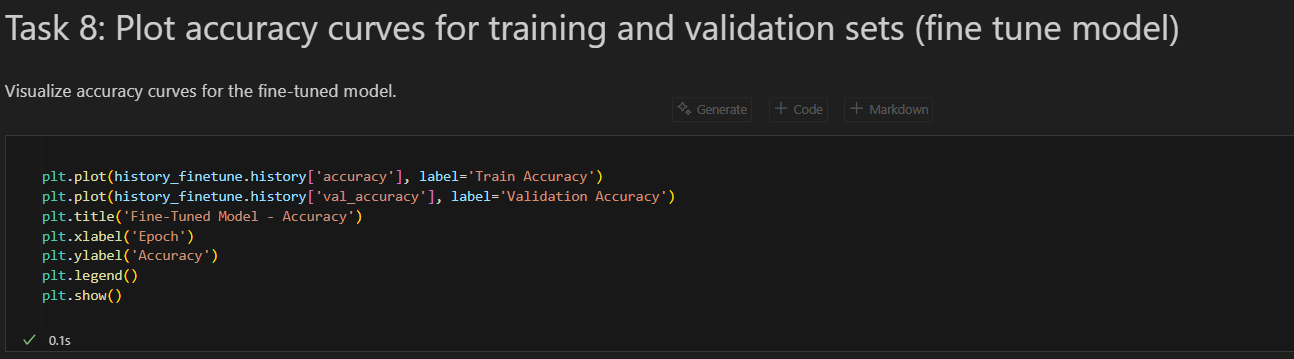 Task 8: Plot accuracy curves for training and validation sets (fine tune model)
Visualize accuracy curves for the fine-tuned model.
Generate + Code + Markdown
plt.plot(history_finetune.history['accuracy'], label='Train Accuracy')
plt.plot(history_finetune.history['val_accuracy'], label='Validation Accuracy')
plt.title('Fine-Tuned Model - Accuracy')
plt.xlabel('Epoch')
plt.ylabel('Accuracy')
plt.legend()
plt.show()
0.1s